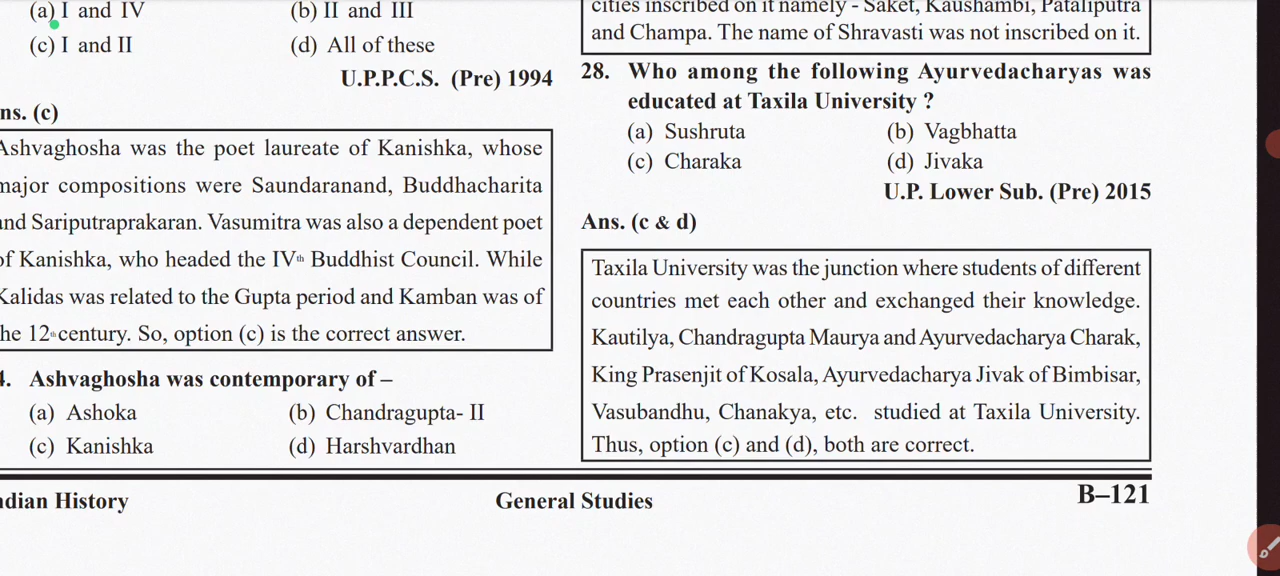 (a) I and IV
(b) II and III
(c) I and II
(d) All of these
U.P.P.C.S. (Pre) 1994
ns. (c)
Ashvaghosha was the poet laureate of Kanishka, whose
major compositions were Saundaranand, Buddhacharita
and Sariputraprakaran. Vasumitra was also a dependent poet
of Kanishka, who headed the IVth Buddhist Council. While
Kalidas was related to the Gupta period and Kamban was of
the 12th century. So, option (c) is the correct answer.
4. Ashvaghosha was contemporary of –
(a) Ashoka
(b) Chandragupta- II
(c) Kanishka
(d) Harshvardhan
cities inscribed on it namely - Saket, Kaushambi, Pataliputra
and Champa. The name of Shravasti was not inscribed on it.
28. Who among the following Ayurvedacharyas was
educated at Taxila University ?
(a) Sushruta
(b) Vagbhatta
(c) Charaka
(d) Jivaka
U.P. Lower Sub. (Pre) 2015
Ans. (c & d)
Taxila University was the junction where students of different
countries met each other and exchanged their knowledge.
Kautilya, Chandragupta Maurya and Ayurvedacharya Charak,
King Prasenjit of Kosala, Ayurvedacharya Jivak of Bimbisar,
Vasubandhu, Chanakya, etc. studied at Taxila University.
Thus, option (c) and (d), both are correct.
ndian History
General Studies
B–121